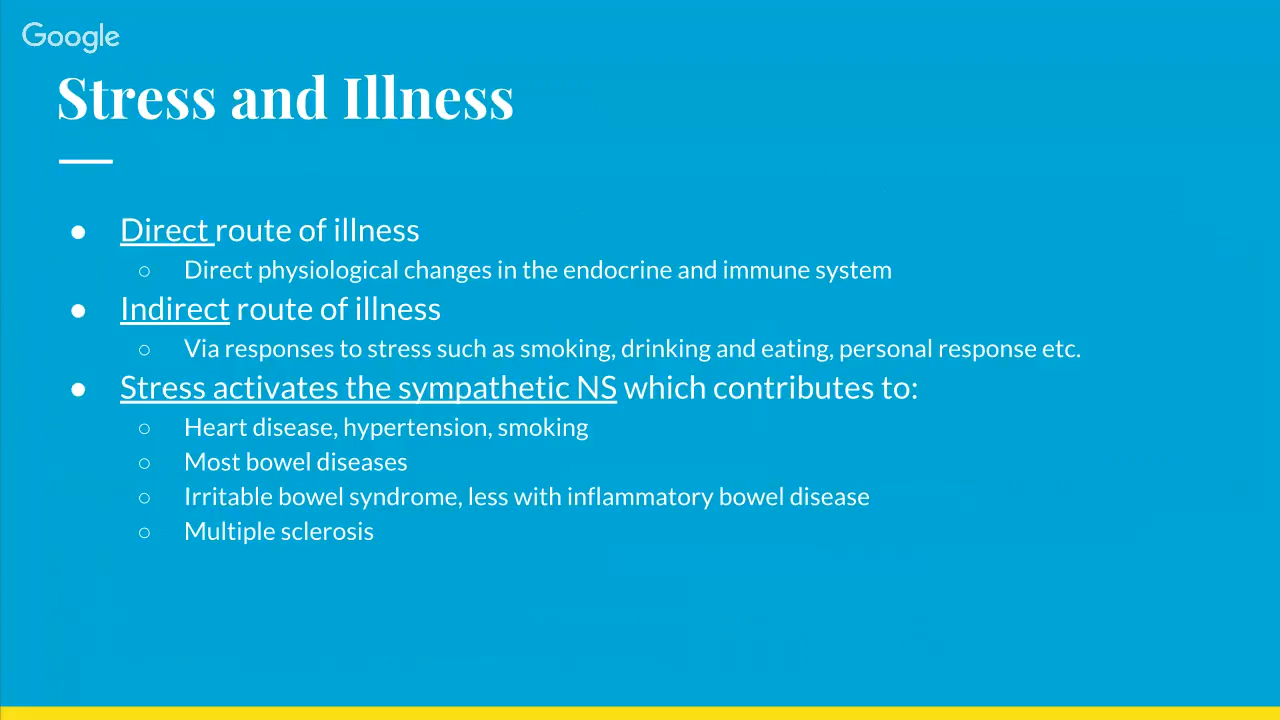 Google
Stress and Illness
● Direct route of illness
○ Direct physiological changes in the endocrine and immune system
● Indirect route of illness
○ Via responses to stress such as smoking, drinking and eating, personal response etc.
● Stress activates the sympathetic NS which contributes to:
○ Heart disease, hypertension, smoking
○ Most bowel diseases
○ Irritable bowel syndrome, less with inflammatory bowel disease
○ Multiple sclerosis